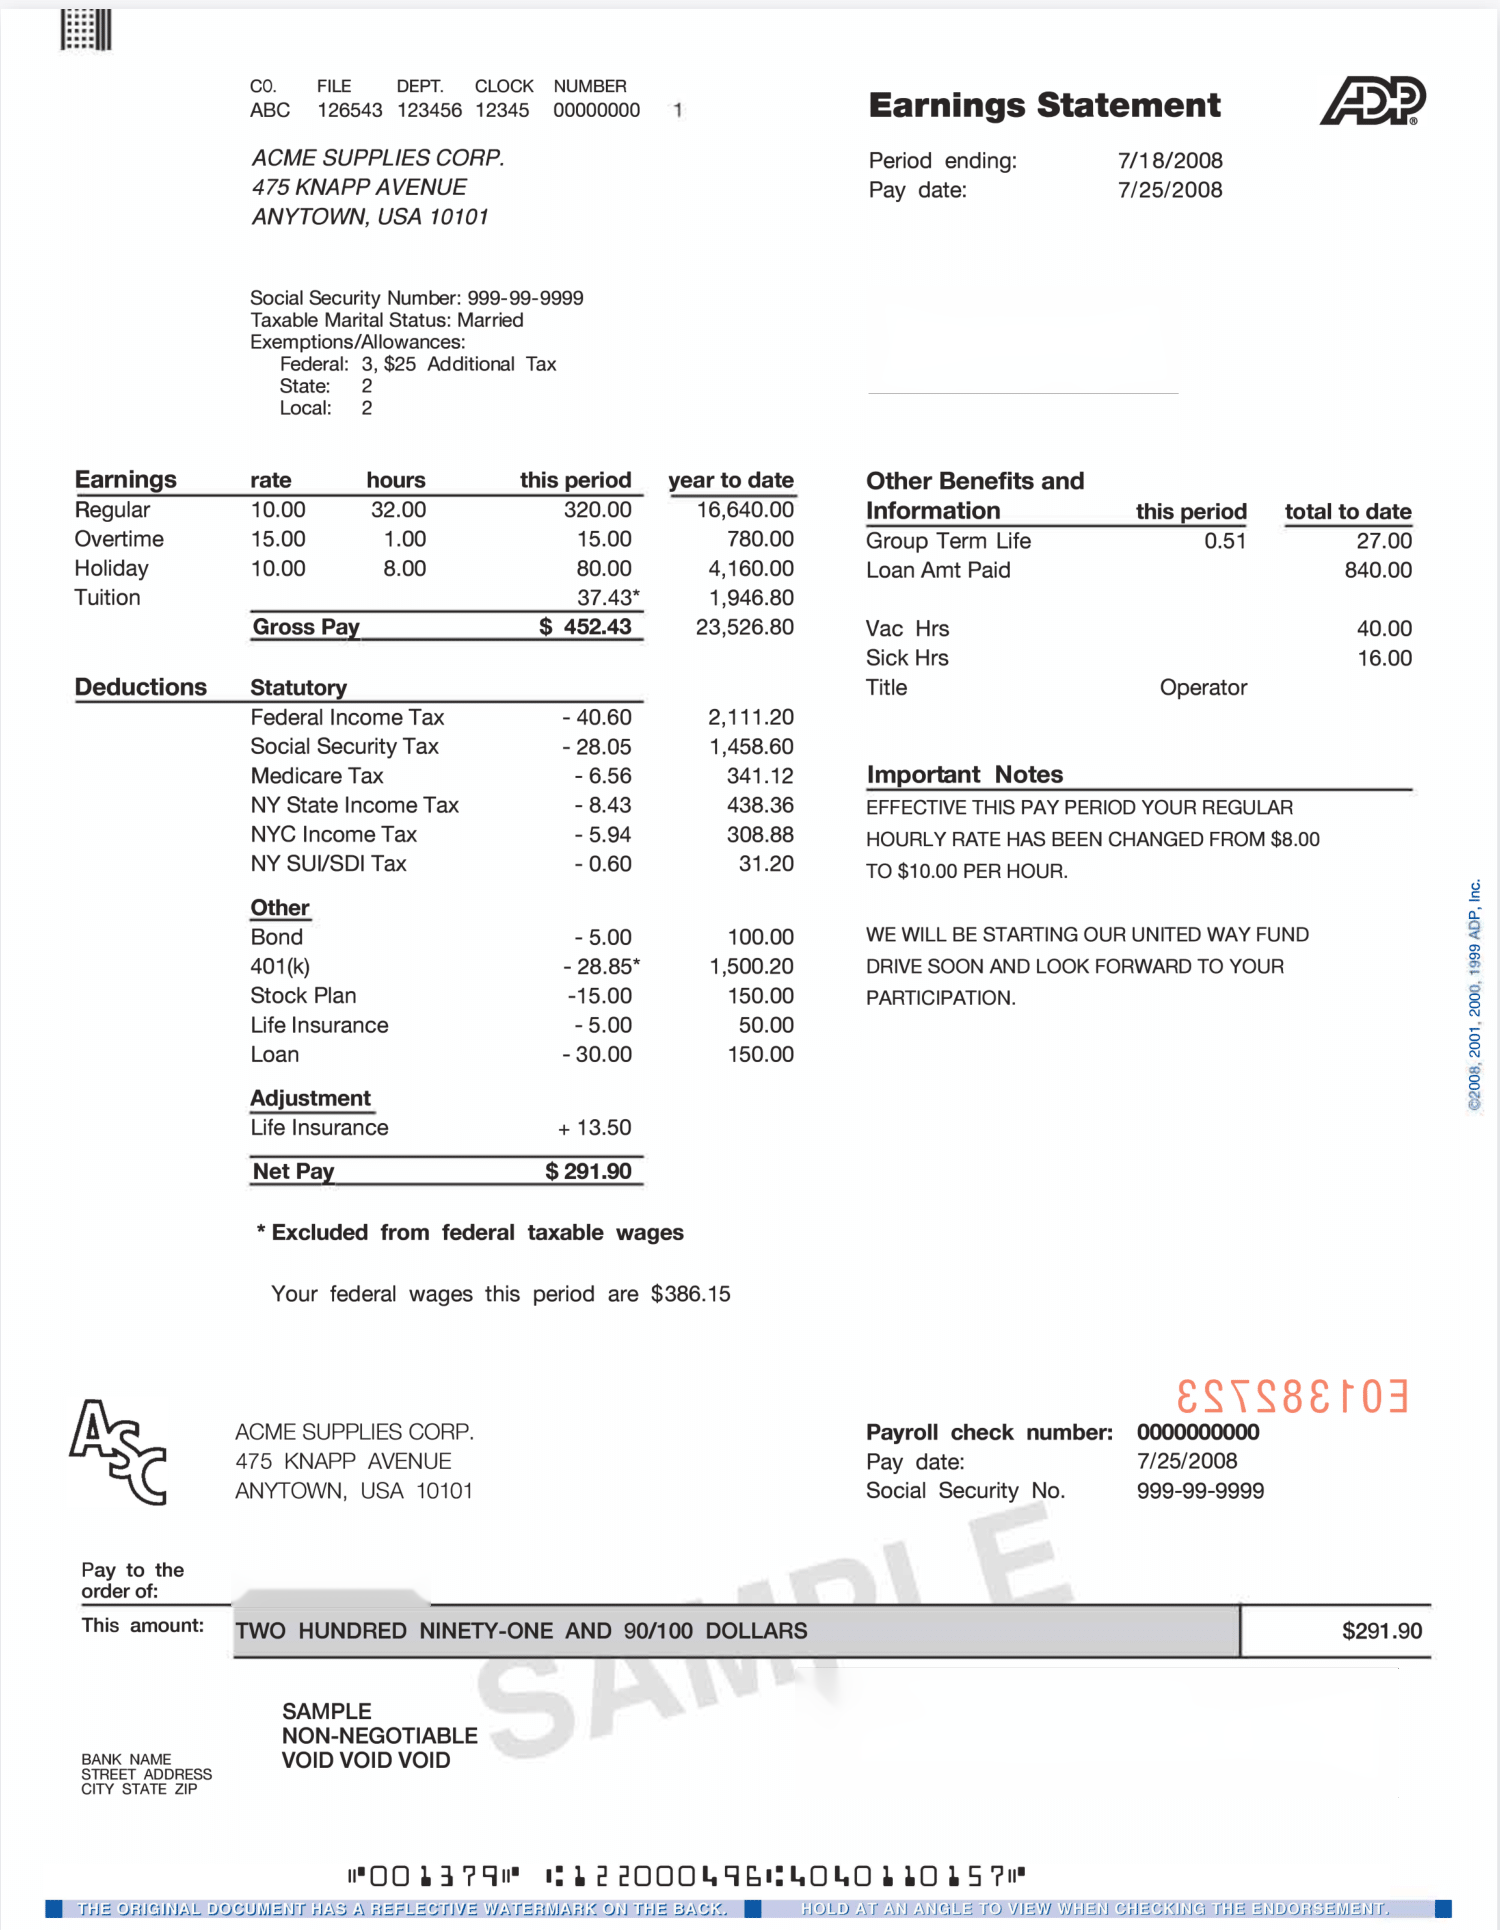 CO. FILE DEPT. CLOCK NUMBER
ABC 126543 123456 12345 00000000 1
ACME SUPPLIES CORP.
475 KNAPP AVENUE
ANYTOWN, USA 10101
Earnings Statement
ADP®
Period ending: 7/18/2008
Pay date: 7/25/2008
Social Security Number: 999-99-9999
Taxable Marital Status: Married
Exemptions/Allowances:
Federal: 3, $25 Additional Tax
State: 2
Local: 2
Earnings rate hours this period year to date
Regular 10.00 32.00 320.00 16,640.00
Overtime 15.00 1.00 15.00 780.00
Holiday 10.00 8.00 80.00 4,160.00
Tuition 37.43* 1,946.80
Gross Pay $ 452.43 23,526.80
Deductions Statutory
Federal Income Tax - 40.60 2,111.20
Social Security Tax - 28.05 1,458.60
Medicare Tax - 6.56 341.12
NY State Income Tax - 8.43 438.36
NYC Income Tax - 5.94 308.88
NY SUI/SDI Tax - 0.60 31.20
Other
Bond - 5.00 100.00
401(k) - 28.85* 1,500.20
Stock Plan -15.00 150.00
Life Insurance - 5.00 50.00
Loan - 30.00 150.00
Adjustment
Life Insurance + 13.50
Net Pay $ 291.90
* Excluded from federal taxable wages
Your federal wages this period are $386.15
Other Benefits and
Information this period total to date
Group Term Life 0.51 27.00
Loan Amt Paid 840.00
Vac Hrs 40.00
Sick Hrs 16.00
Title Operator
Important Notes
EFFECTIVE THIS PAY PERIOD YOUR REGULAR
HOURLY RATE HAS BEEN CHANGED FROM $8.00
TO $10.00 PER HOUR.
WE WILL BE STARTING OUR UNITED WAY FUND
DRIVE SOON AND LOOK FORWARD TO YOUR
PARTICIPATION.
©2008, 2001, 2000, 1999 ADP, Inc.
ASC
ACME SUPPLIES CORP.
475 KNAPP AVENUE
ANYTOWN, USA 10101
E01382723
Payroll check number: 0000000000
Pay date: 7/25/2008
Social Security No. 999-99-9999
Pay to the
order of:
This amount: TWO HUNDRED NINETY-ONE AND 90/100 DOLLARS $291.90
SAMPLE
SAMPLE
NON-NEGOTIABLE
VOID VOID VOID
BANK NAME
STREET ADDRESS
CITY STATE ZIP
⑈001379⑈ ⑆122000496⑆4040110157⑈
THE ORIGINAL DOCUMENT HAS A REFLECTIVE WATERMARK ON THE BACK.
HOLD AT AN ANGLE TO VIEW WHEN CHECKING THE ENDORSEMENT.